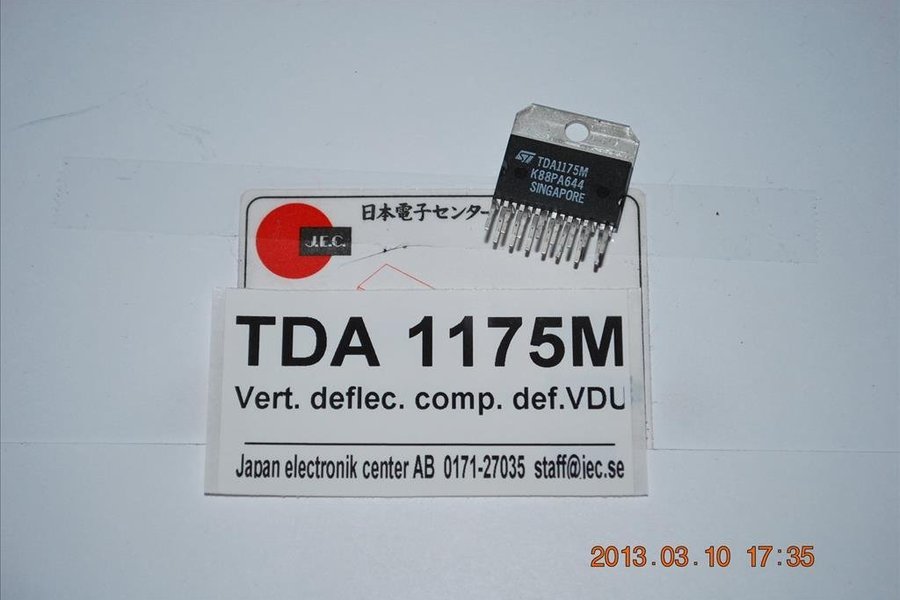 ST TDA1175M
K88PA644
SINGAPORE
日本電子センター
J.E.C.
TDA 1175M
Vert. deflec. comp. def.VDU
Japan electronik center AB 0171-27035 staff@jec.se
2013.03.10 17:35